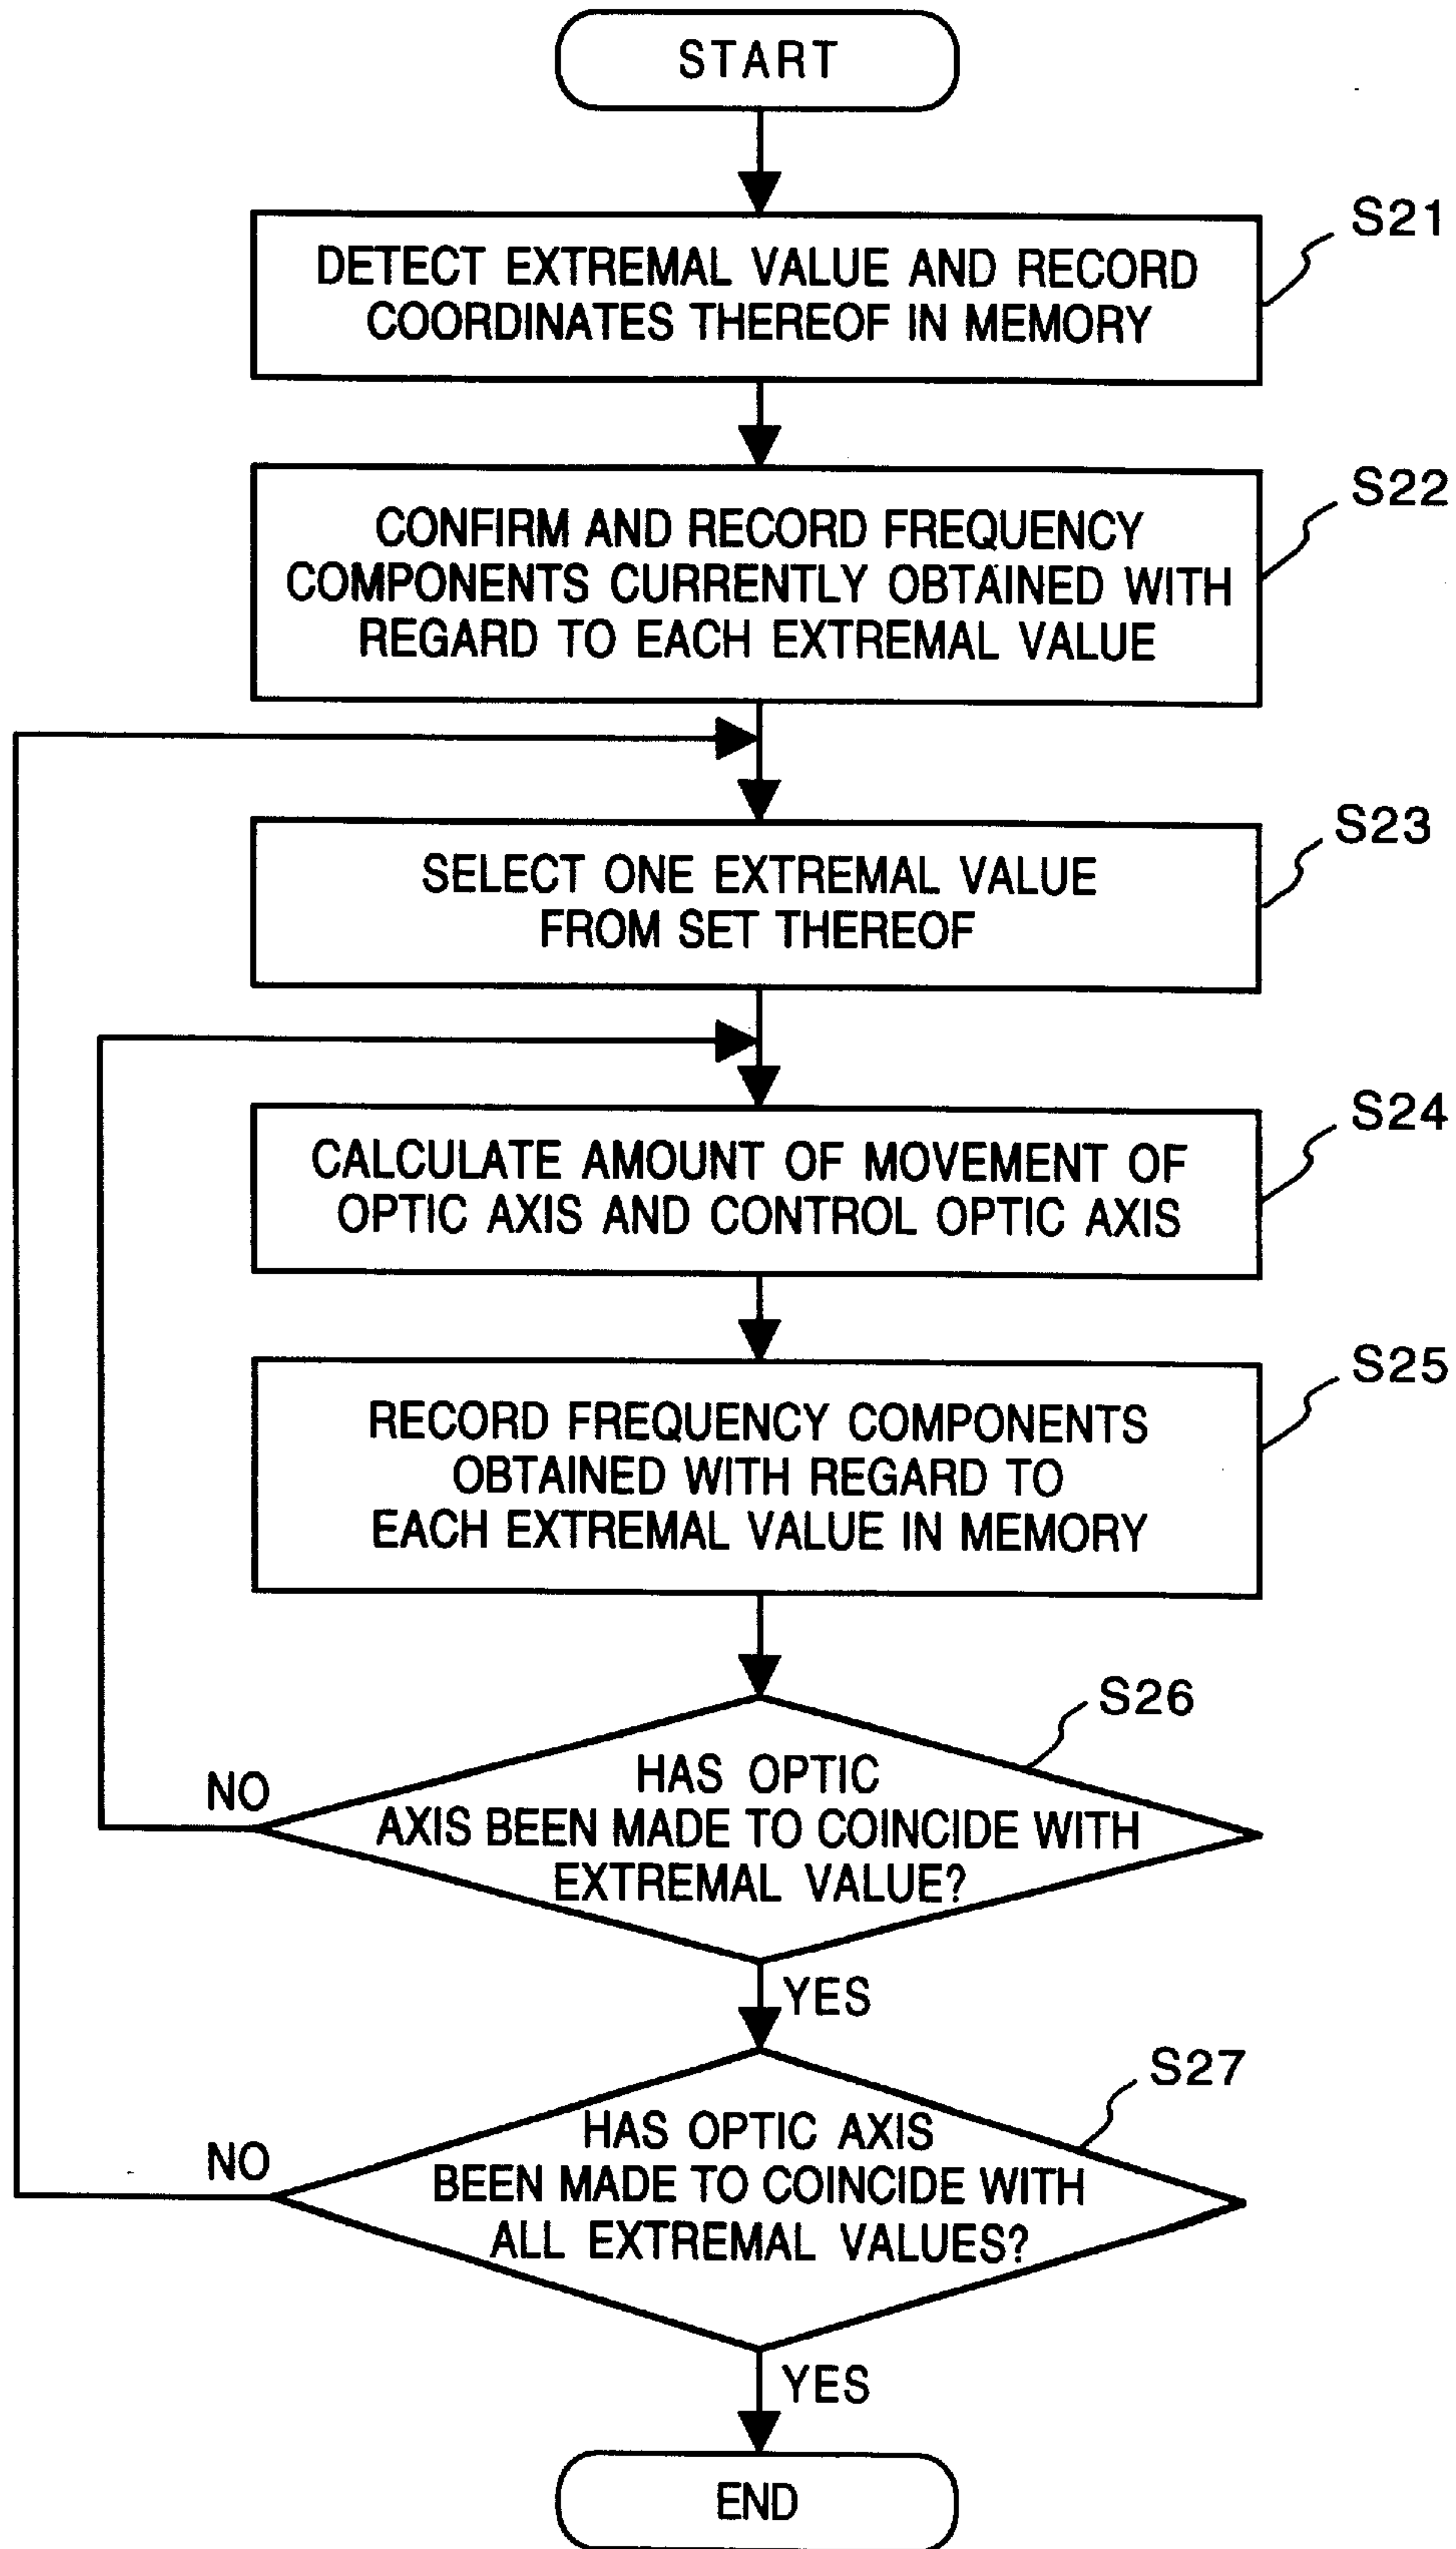 START
S21
DETECT EXTREMAL VALUE AND RECORD
COORDINATES THEREOF IN MEMORY
S22
CONFIRM AND RECORD FREQUENCY
COMPONENTS CURRENTLY OBTAINED WITH
REGARD TO EACH EXTREMAL VALUE
S23
SELECT ONE EXTREMAL VALUE
FROM SET THEREOF
S24
CALCULATE AMOUNT OF MOVEMENT OF
OPTIC AXIS AND CONTROL OPTIC AXIS
S25
RECORD FREQUENCY COMPONENTS
OBTAINED WITH REGARD TO
EACH EXTREMAL VALUE IN MEMORY
S26
HAS OPTIC
AXIS BEEN MADE TO COINCIDE WITH
EXTREMAL VALUE?
NO
YES
S27
HAS OPTIC AXIS
BEEN MADE TO COINCIDE WITH
ALL EXTREMAL VALUES?
NO
YES
END